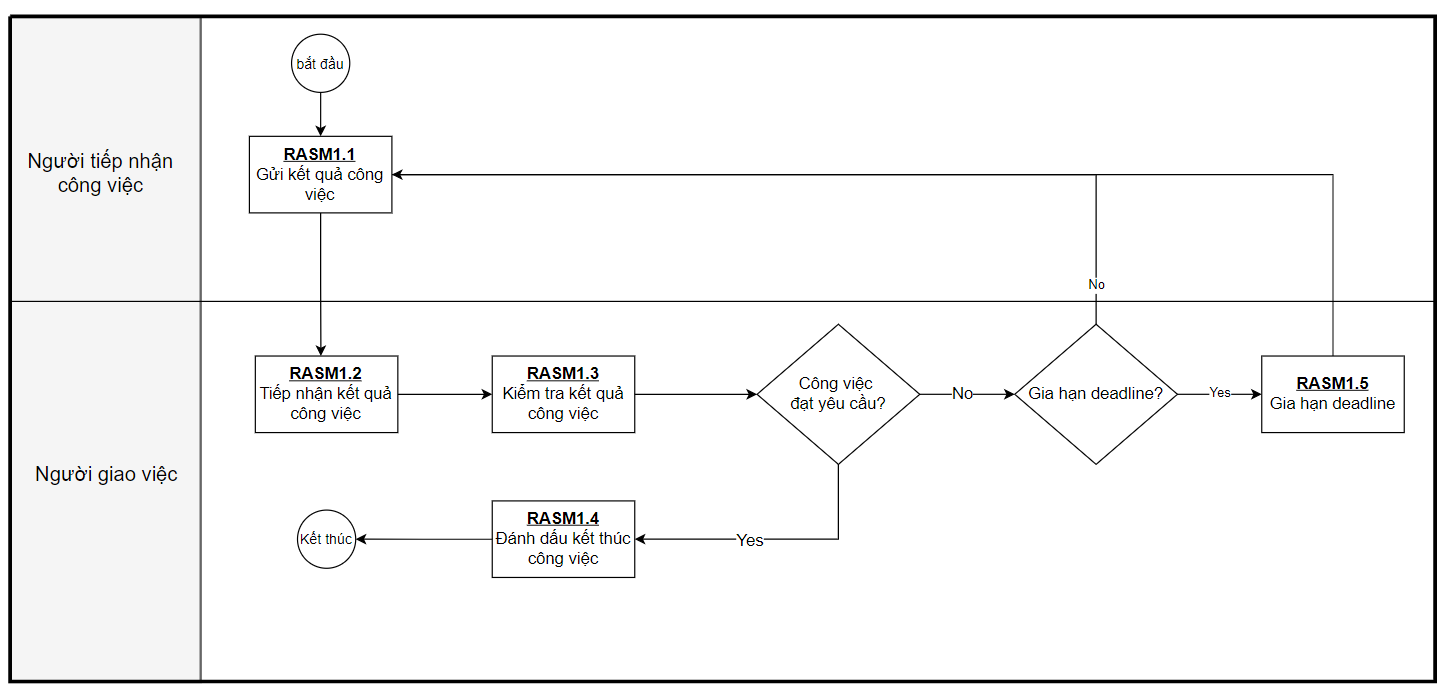 bắt đầu
Người tiếp nhận
công việc
RASM1.1
Gửi kết quả công
việc
No
RASM1.2
Tiếp nhận kết quả
công việc
RASM1.3
Kiểm tra kết quả
công việc
Công việc
đạt yêu cầu?
No
Gia hạn deadline?
Yes
RASM1.5
Gia hạn deadline
Người giao việc
Kết thúc
RASM1.4
Đánh dấu kết thúc
công việc
Yes